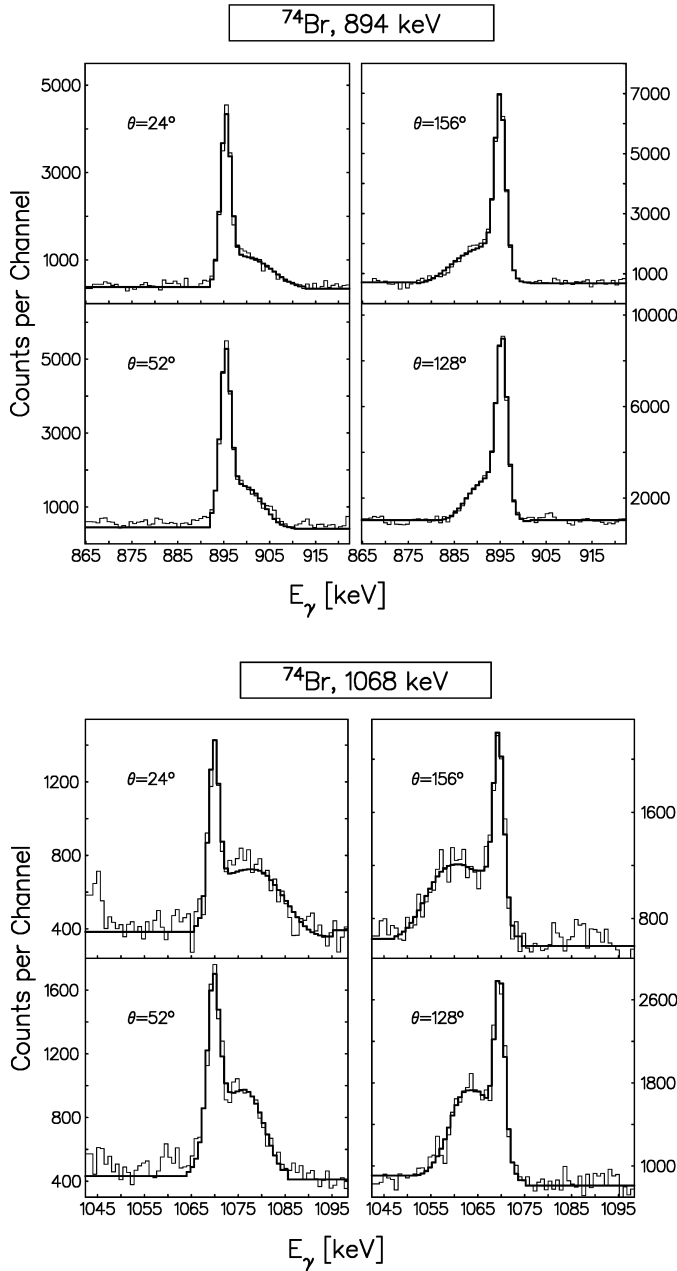 ⁷⁴Br, 894 keV
5000
3000
1000
θ=24°
θ=156°
7000
5000
3000
1000
5000
3000
1000
θ=52°
θ=128°
10000
6000
2000
865 875 885 895 905 915
865 875 885 895 905 915
Counts per Channel
Eγ [keV]
⁷⁴Br, 1068 keV
1200
800
400
θ=24°
θ=156°
1600
800
1600
1200
800
400
θ=52°
θ=128°
2600
1800
1000
1045 1055 1065 1075 1085 1095
1045 1055 1065 1075 1085 1095
Counts per Channel
Eγ [keV]